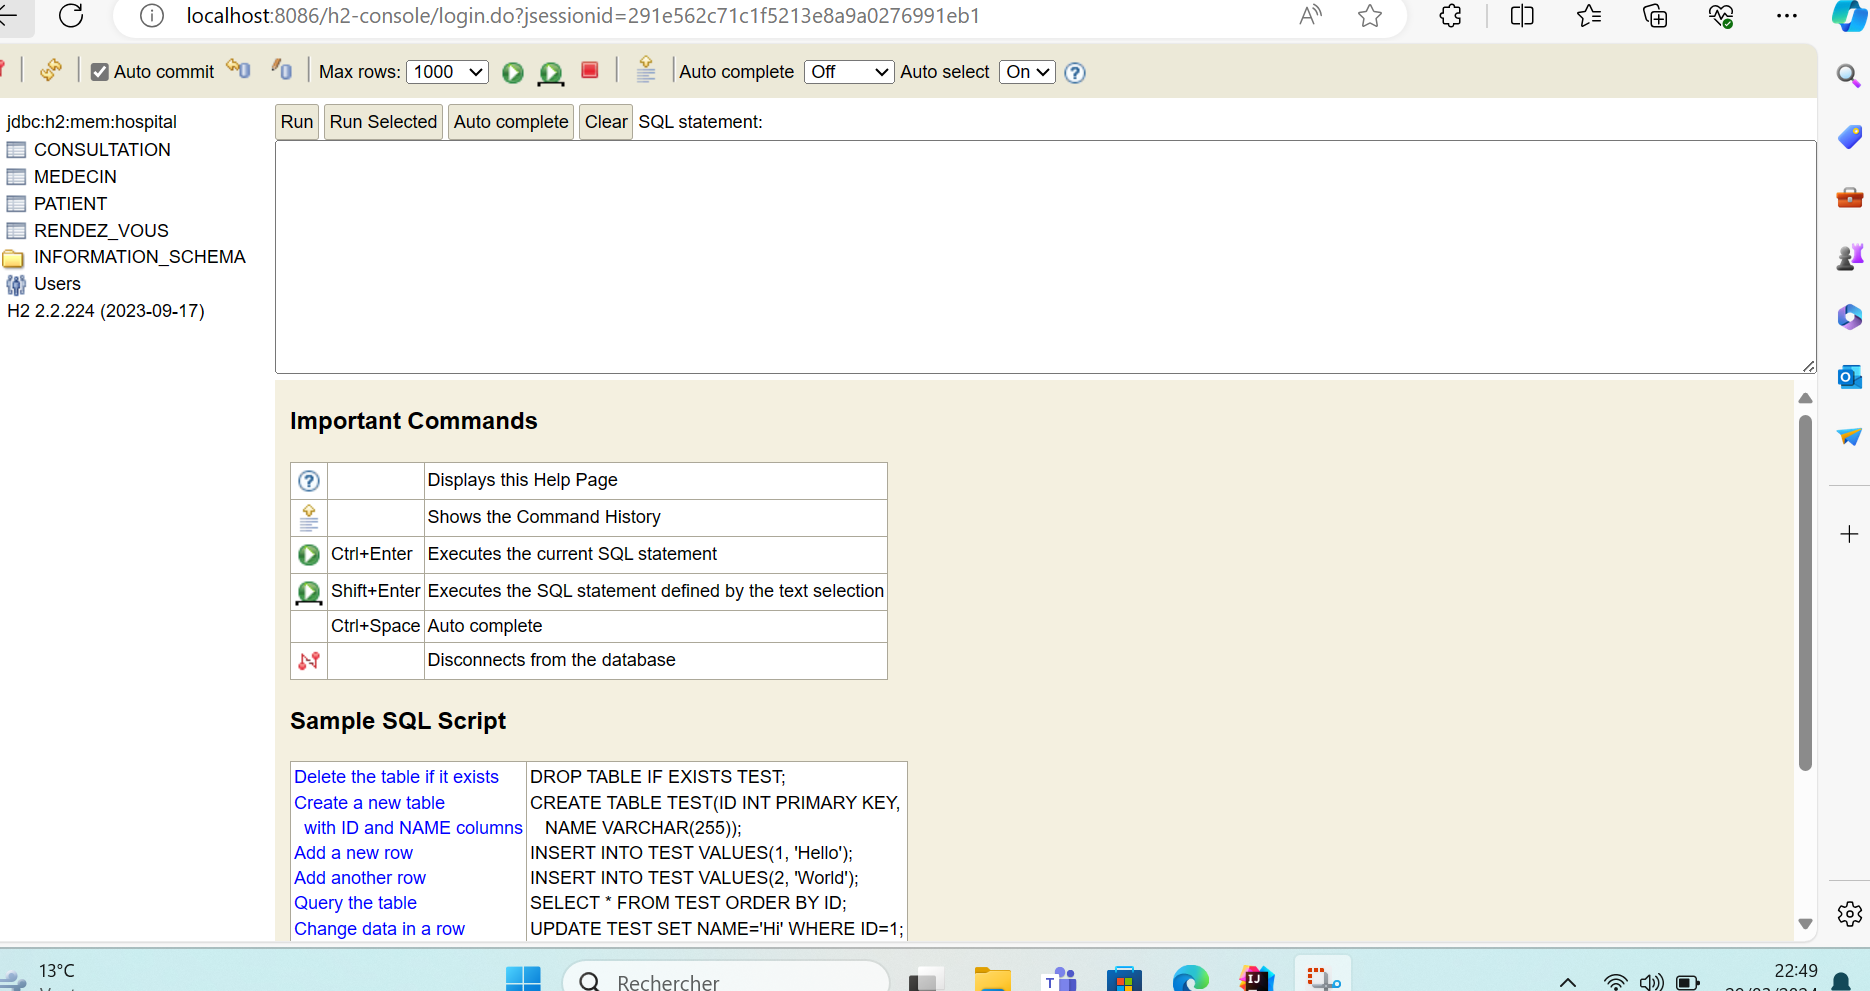 localhost:8086/h2-console/login.do?jsessionid=291e562c71c1f5213e8a9a0276991eb1
Auto commit Max rows: 1000 Auto complete Off Auto select On
jdbc:h2:mem:hospital
CONSULTATION
MEDECIN
PATIENT
RENDEZ_VOUS
INFORMATION_SCHEMA
Users
H2 2.2.224 (2023-09-17)
Run Run Selected Auto complete Clear SQL statement:
Important Commands
Displays this Help Page
Shows the Command History
Ctrl+Enter Executes the current SQL statement
Shift+Enter Executes the SQL statement defined by the text selection
Ctrl+Space Auto complete
Disconnects from the database
Sample SQL Script
Delete the table if it exists DROP TABLE IF EXISTS TEST;
Create a new table CREATE TABLE TEST(ID INT PRIMARY KEY,
with ID and NAME columns NAME VARCHAR(255));
Add a new row INSERT INTO TEST VALUES(1, 'Hello');
Add another row INSERT INTO TEST VALUES(2, 'World');
Query the table SELECT * FROM TEST ORDER BY ID;
Change data in a row UPDATE TEST SET NAME='Hi' WHERE ID=1;
13°C
Rechercher
22:49